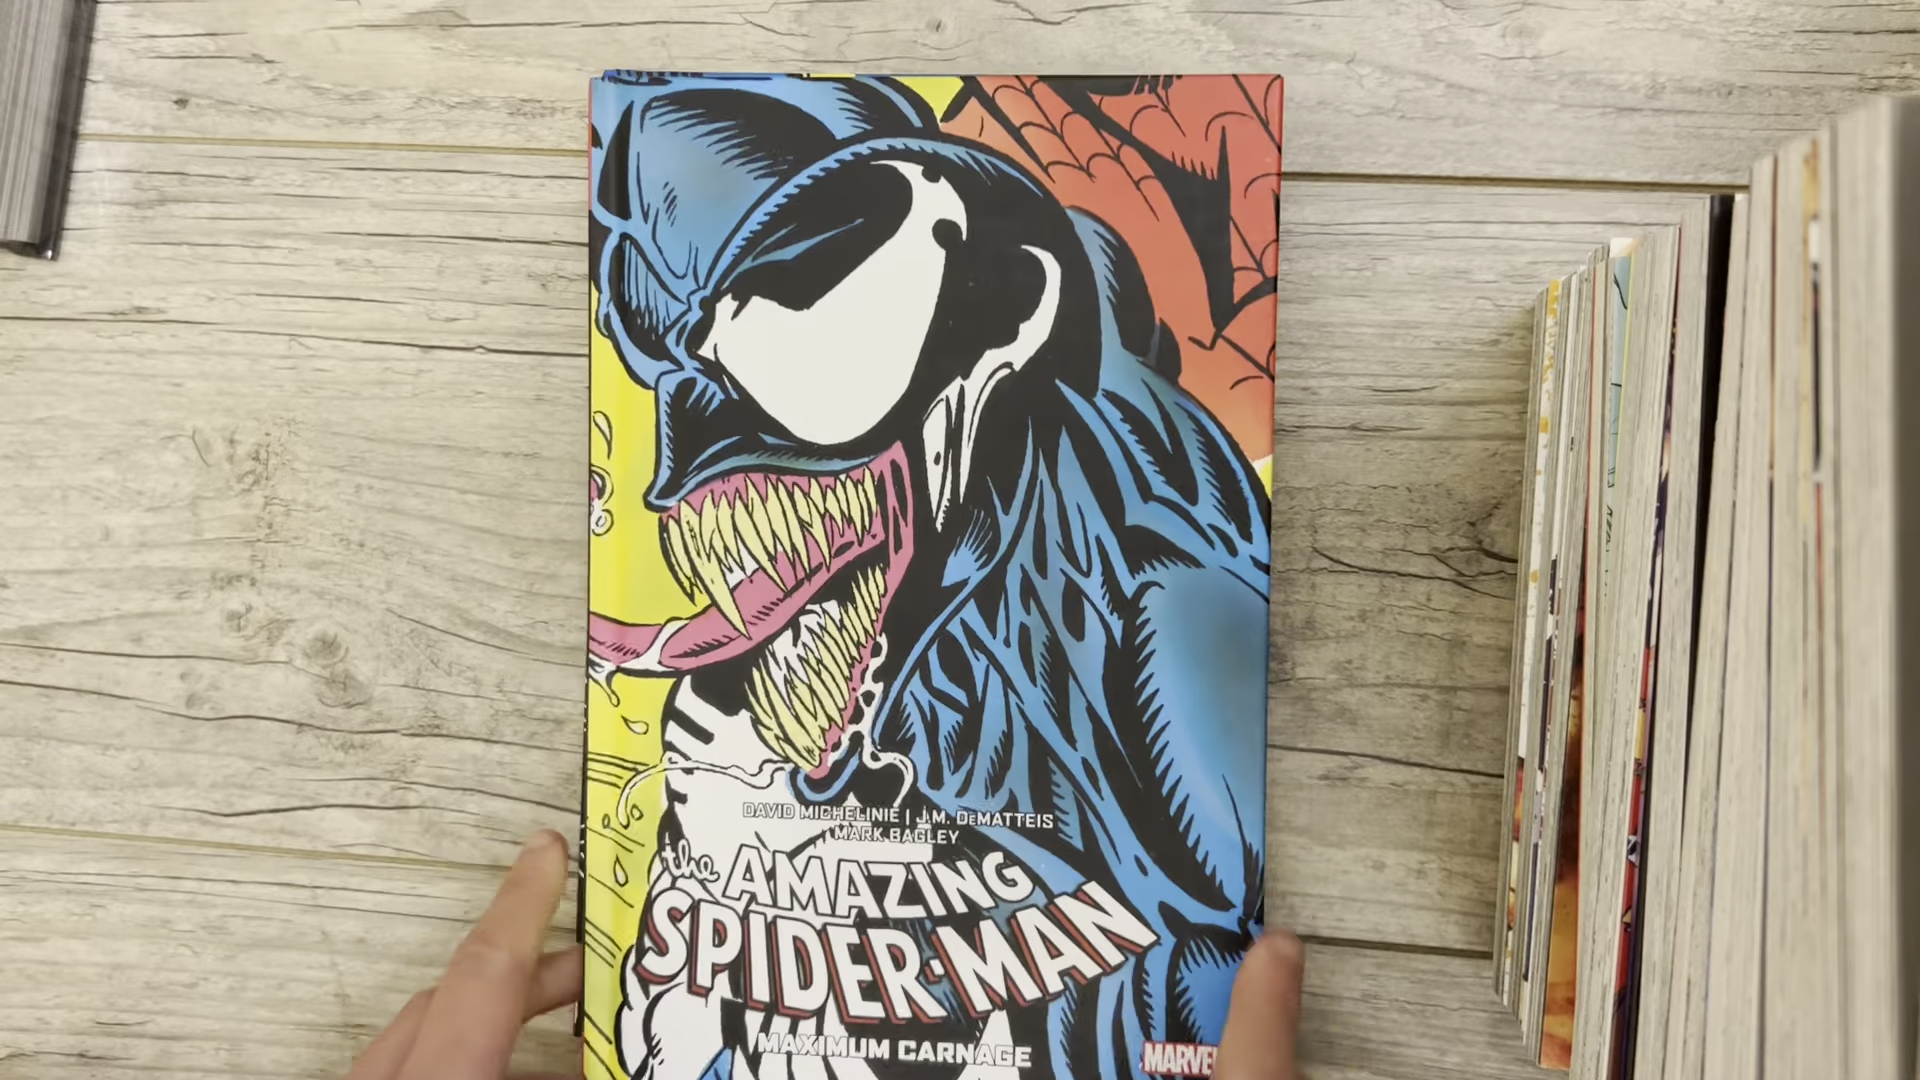 DAVID MICHELINIE | J.M. DeMATTEIS
MARK BAGLEY
the AMAZING
SPIDER-MAN
MAXIMUM CARNAGE
MARVEL